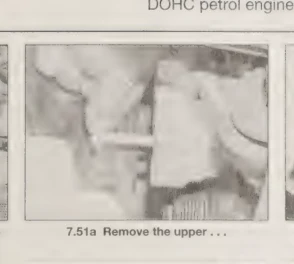 DOHC petrol engine
7.51a Remove the upper . . .